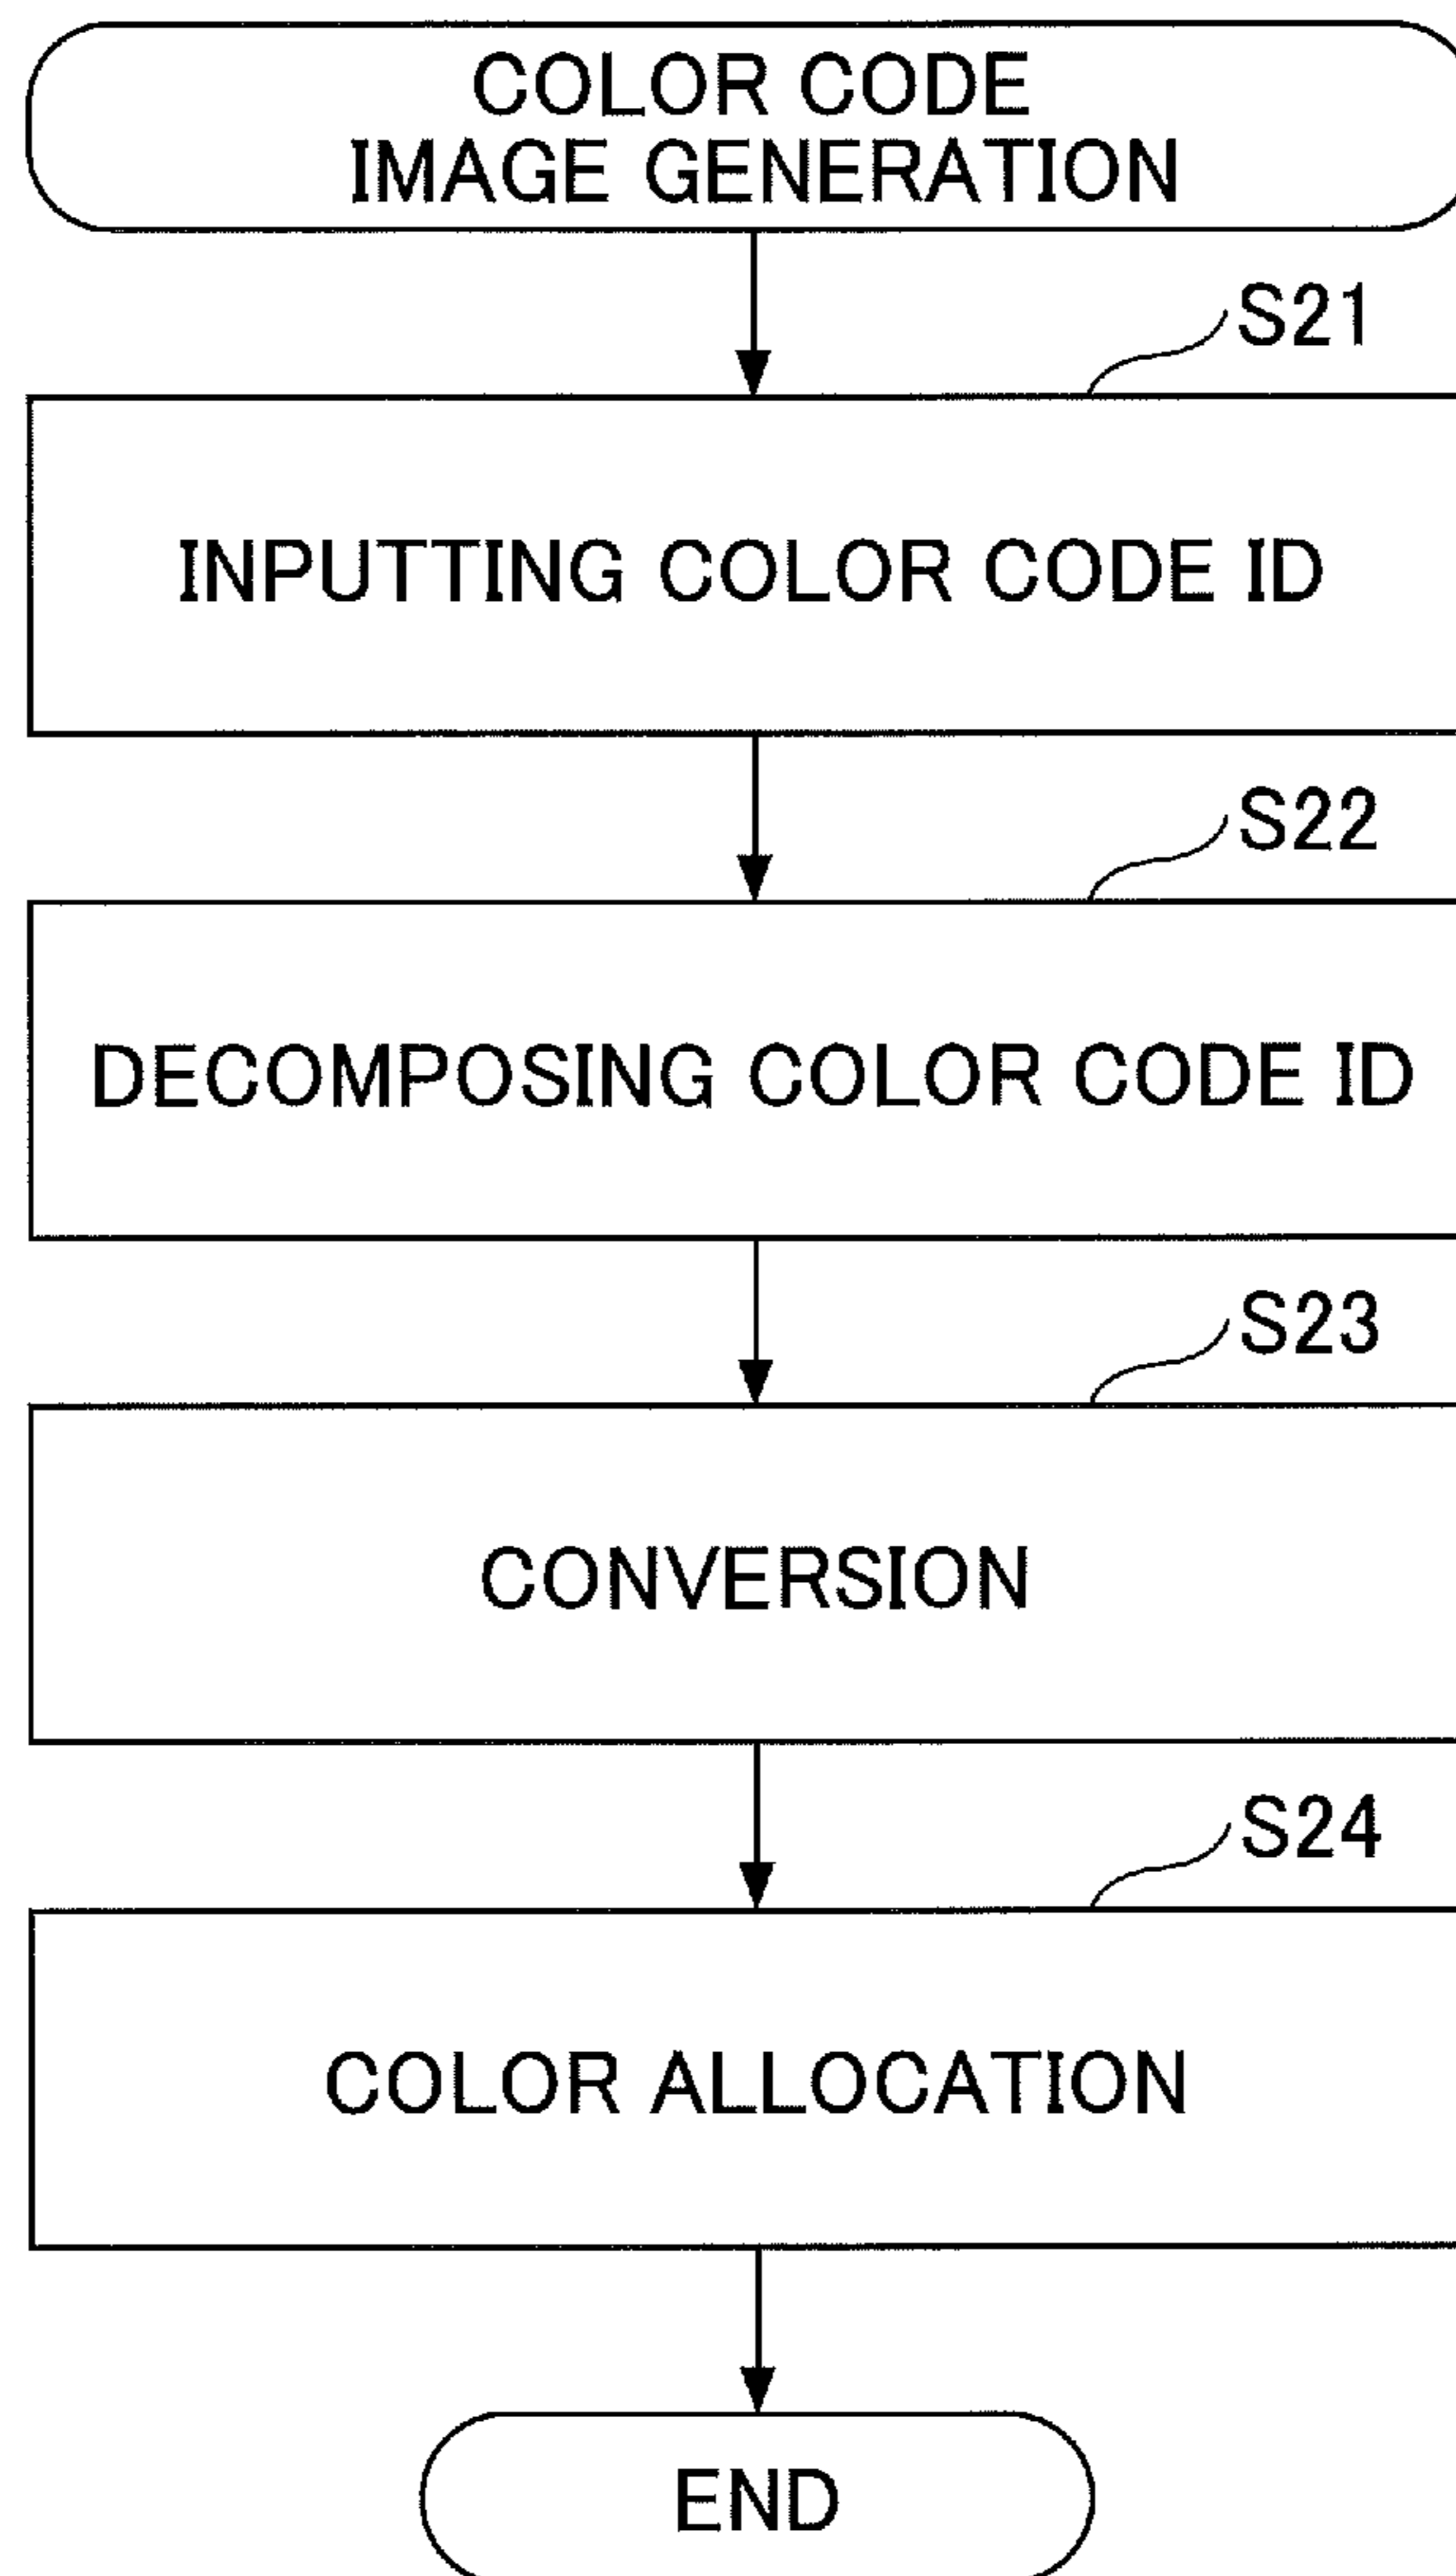 COLOR CODE
IMAGE GENERATION
S21
INPUTTING COLOR CODE ID
S22
DECOMPOSING COLOR CODE ID
S23
CONVERSION
S24
COLOR ALLOCATION
END